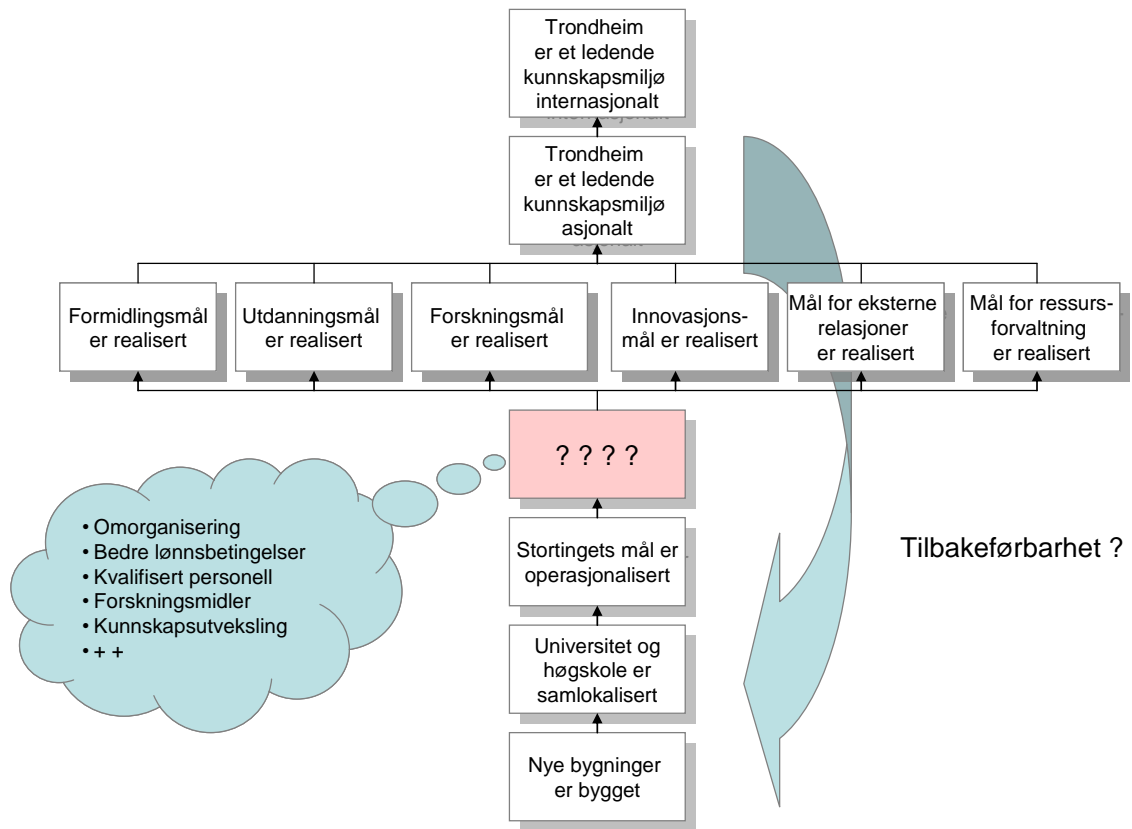 Trondheim
er et ledende
kunnskapsmiljø
internasjonalt
Trondheim
er et ledende
kunnskapsmiljø
asjonalt
Formidlingsmål
er realisert
Utdanningsmål
er realisert
Forskningsmål
er realisert
Innovasjons-
mål er realisert
Mål for eksterne
relasjoner
er realisert
Mål for ressurs-
forvaltning
er realisert
? ? ? ?
• Omorganisering
• Bedre lønnsbetingelser
• Kvalifisert personell
• Forskningsmidler
• Kunnskapsutveksling
• + +
Stortingets mål er
operasjonalisert
Tilbakeførbarhet ?
Universitet og
høgskole er
samlokalisert
Nye bygninger
er bygget